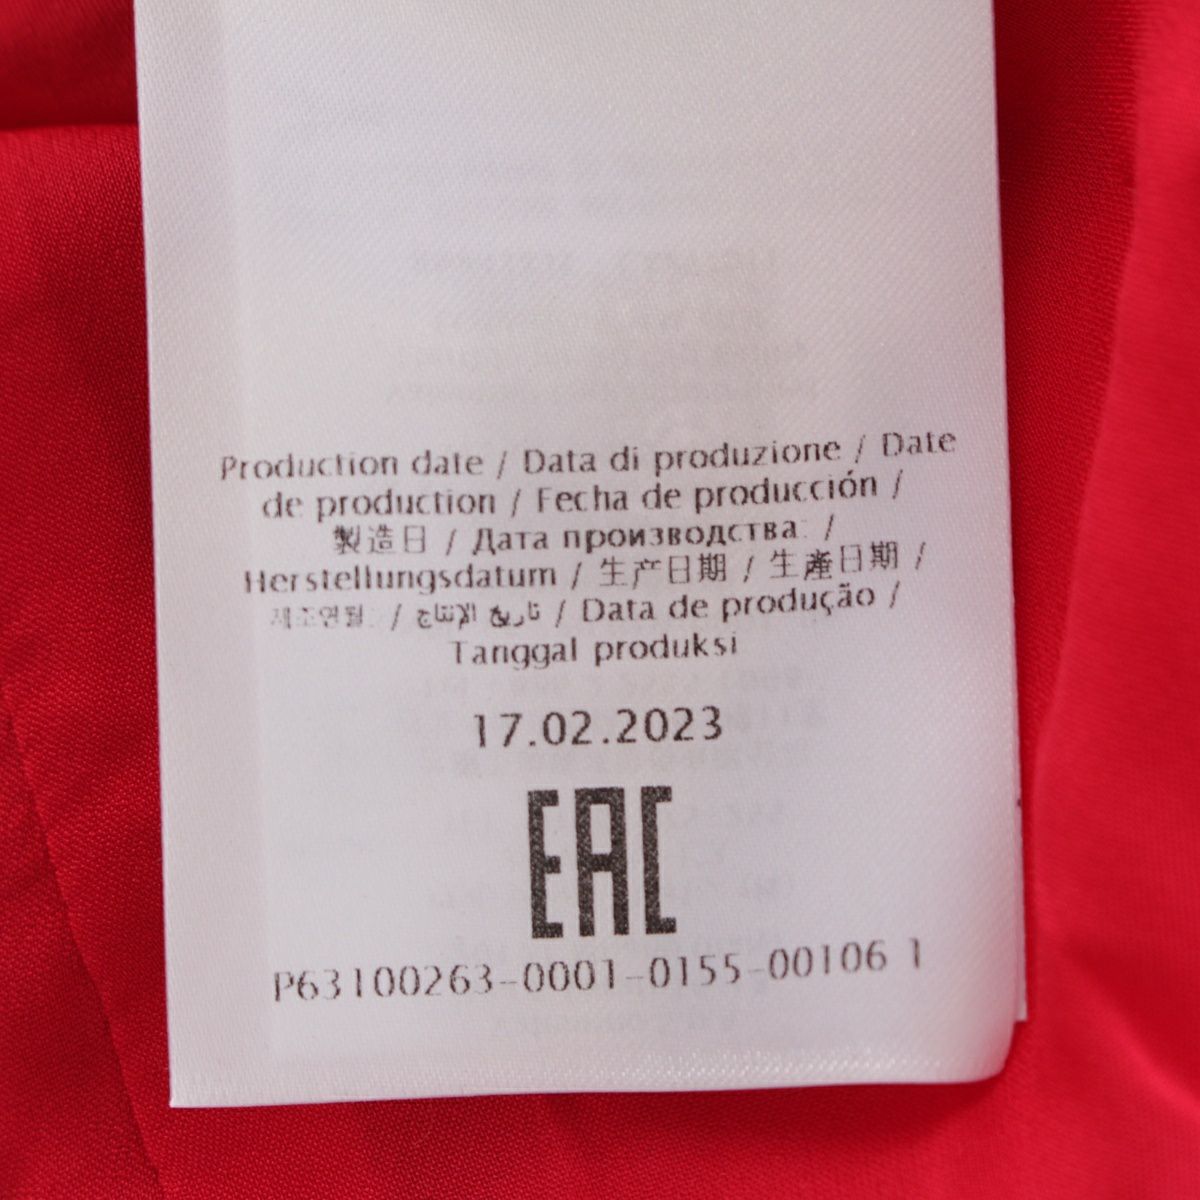 Production date / Data di produzione / Date
de production / Fecha de producción /
製造日 / Дата производства: /
Herstellungsdatum / 生产日期 / 生產日期 /
제조연월: / تاريخ الإنتاج / Data de produção /
Tanggal produksi
17.02.2023
EAC
P63100263-0001-0155-00106 1